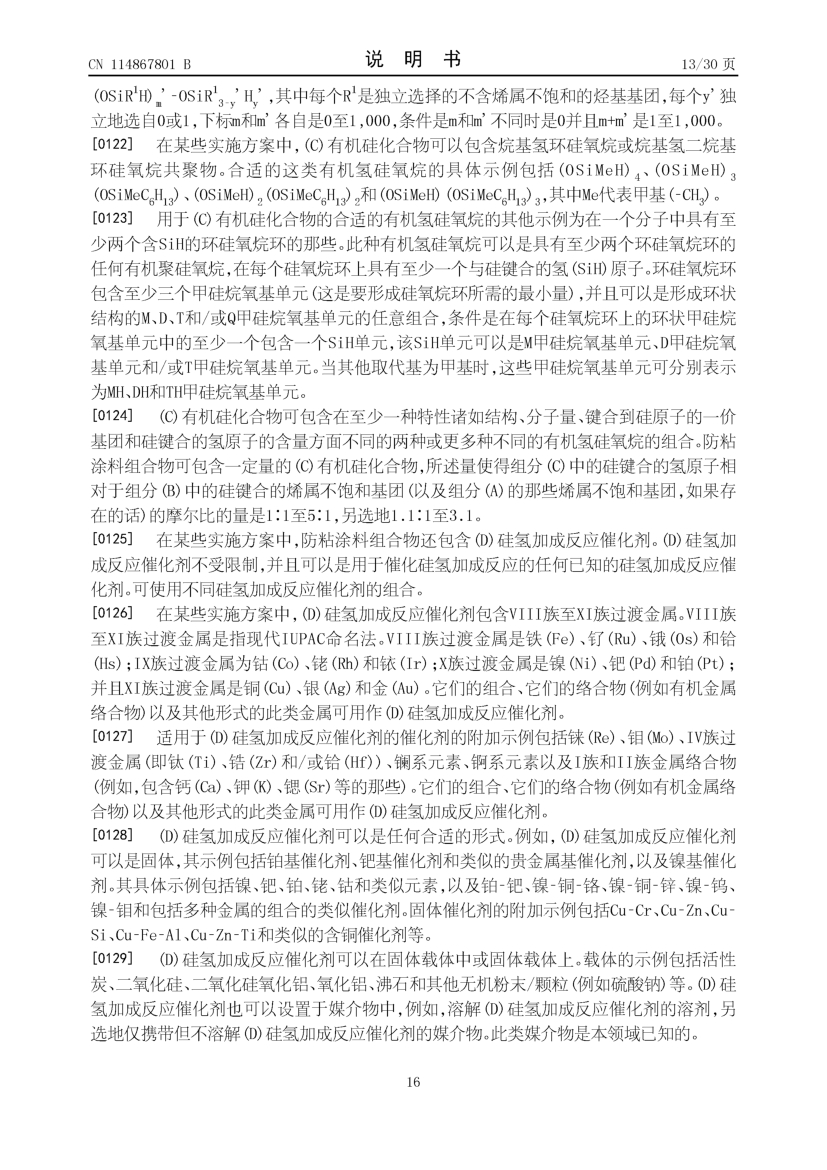 CN 114867801 B
说 明 书
13/30 页
(OSiR¹H)ₘ'-OSiR¹₃₋ᵧ'Hᵧ',其中每个R¹是独立选择的不含烯属不饱和的烃基基团,每个y'独
立地选自0或1,下标m和m'各自是0至1,000,条件是m和m'不同时是0并且m+m'是1至1,000。
[0122] 在某些实施方案中,(C)有机硅化合物可以包含烷基氢环硅氧烷或烷基氢二烷基
环硅氧烷共聚物。合适的这类有机氢硅氧烷的具体示例包括(OSiMeH)₄、(OSiMeH)₃
(OSiMeC₆H₁₃)、(OSiMeH)₂(OSiMeC₆H₁₃)₂和(OSiMeH)(OSiMeC₆H₁₃)₃,其中Me代表甲基(-CH₃)。
[0123] 用于(C)有机硅化合物的合适的有机氢硅氧烷的其他示例为在一个分子中具有至
少两个含SiH的环硅氧烷环的那些。此种有机氢硅氧烷可以是具有至少两个环硅氧烷环的
任何有机聚硅氧烷,在每个硅氧烷环上具有至少一个与硅键合的氢(SiH)原子。环硅氧烷环
包含至少三个甲硅烷氧基单元(这是要形成硅氧烷环所需的最小量),并且可以是形成环状
结构的M、D、T和/或Q甲硅烷氧基单元的任意组合,条件是在每个硅氧烷环上的环状甲硅烷
氧基单元中的至少一个包含一个SiH单元,该SiH单元可以是M甲硅烷氧基单元、D甲硅烷氧
基单元和/或T甲硅烷氧基单元。当其他取代基为甲基时,这些甲硅烷氧基单元可分别表示
为MH、DH和TH甲硅烷氧基单元。
[0124] (C)有机硅化合物可包含在至少一种特性诸如结构、分子量、键合到硅原子的一价
基团和硅键合的氢原子的含量方面不同的两种或更多种不同的有机氢硅氧烷的组合。防粘
涂料组合物可包含一定量的(C)有机硅化合物,所述量使得组分(C)中的硅键合的氢原子相
对于组分(B)中的硅键合的烯属不饱和基团(以及组分(A)的那些烯属不饱和基团,如果存
在的话)的摩尔比的量是1∶1至5∶1,另选地1.1∶1至3.1。
[0125] 在某些实施方案中,防粘涂料组合物还包含(D)硅氢加成反应催化剂。(D)硅氢加
成反应催化剂不受限制,并且可以是用于催化硅氢加成反应的任何已知的硅氢加成反应催
化剂。可使用不同硅氢加成反应催化剂的组合。
[0126] 在某些实施方案中,(D)硅氢加成反应催化剂包含VIII族至XI族过渡金属。VIII族
至XI族过渡金属是指现代IUPAC命名法。VIII族过渡金属是铁(Fe)、钌(Ru)、锇(Os)和铪
(Hs);IX族过渡金属为钴(Co)、铑(Rh)和铱(Ir);X族过渡金属是镍(Ni)、钯(Pd)和铂(Pt);
并且XI族过渡金属是铜(Cu)、银(Ag)和金(Au)。它们的组合、它们的络合物(例如有机金属
络合物)以及其他形式的此类金属可用作(D)硅氢加成反应催化剂。
[0127] 适用于(D)硅氢加成反应催化剂的催化剂的附加示例包括铼(Re)、钼(Mo)、IV族过
渡金属(即钛(Ti)、锆(Zr)和/或铪(Hf))、镧系元素、锕系元素以及I族和II族金属络合物
(例如,包含钙(Ca)、钾(K)、锶(Sr)等的那些)。它们的组合、它们的络合物(例如有机金属络
合物)以及其他形式的此类金属可用作(D)硅氢加成反应催化剂。
[0128] (D)硅氢加成反应催化剂可以是任何合适的形式。例如,(D)硅氢加成反应催化剂
可以是固体,其示例包括铂基催化剂、钯基催化剂和类似的贵金属基催化剂,以及镍基催化
剂。其具体示例包括镍、钯、铂、铑、钴和类似元素,以及铂-钯、镍-铜-铬、镍-铜-锌、镍-钨、
镍-钼和包括多种金属的组合的类似催化剂。固体催化剂的附加示例包括Cu-Cr、Cu-Zn、Cu-
Si、Cu-Fe-Al、Cu-Zn-Ti和类似的含铜催化剂等。
[0129] (D)硅氢加成反应催化剂可以在固体载体中或固体载体上。载体的示例包括活性
炭、二氧化硅、二氧化硅氧化铝、氧化铝、沸石和其他无机粉末/颗粒(例如硫酸钠)等。(D)硅
氢加成反应催化剂也可以设置于媒介物中,例如,溶解(D)硅氢加成反应催化剂的溶剂,另
选地仅携带但不溶解(D)硅氢加成反应催化剂的媒介物。此类媒介物是本领域已知的。
16